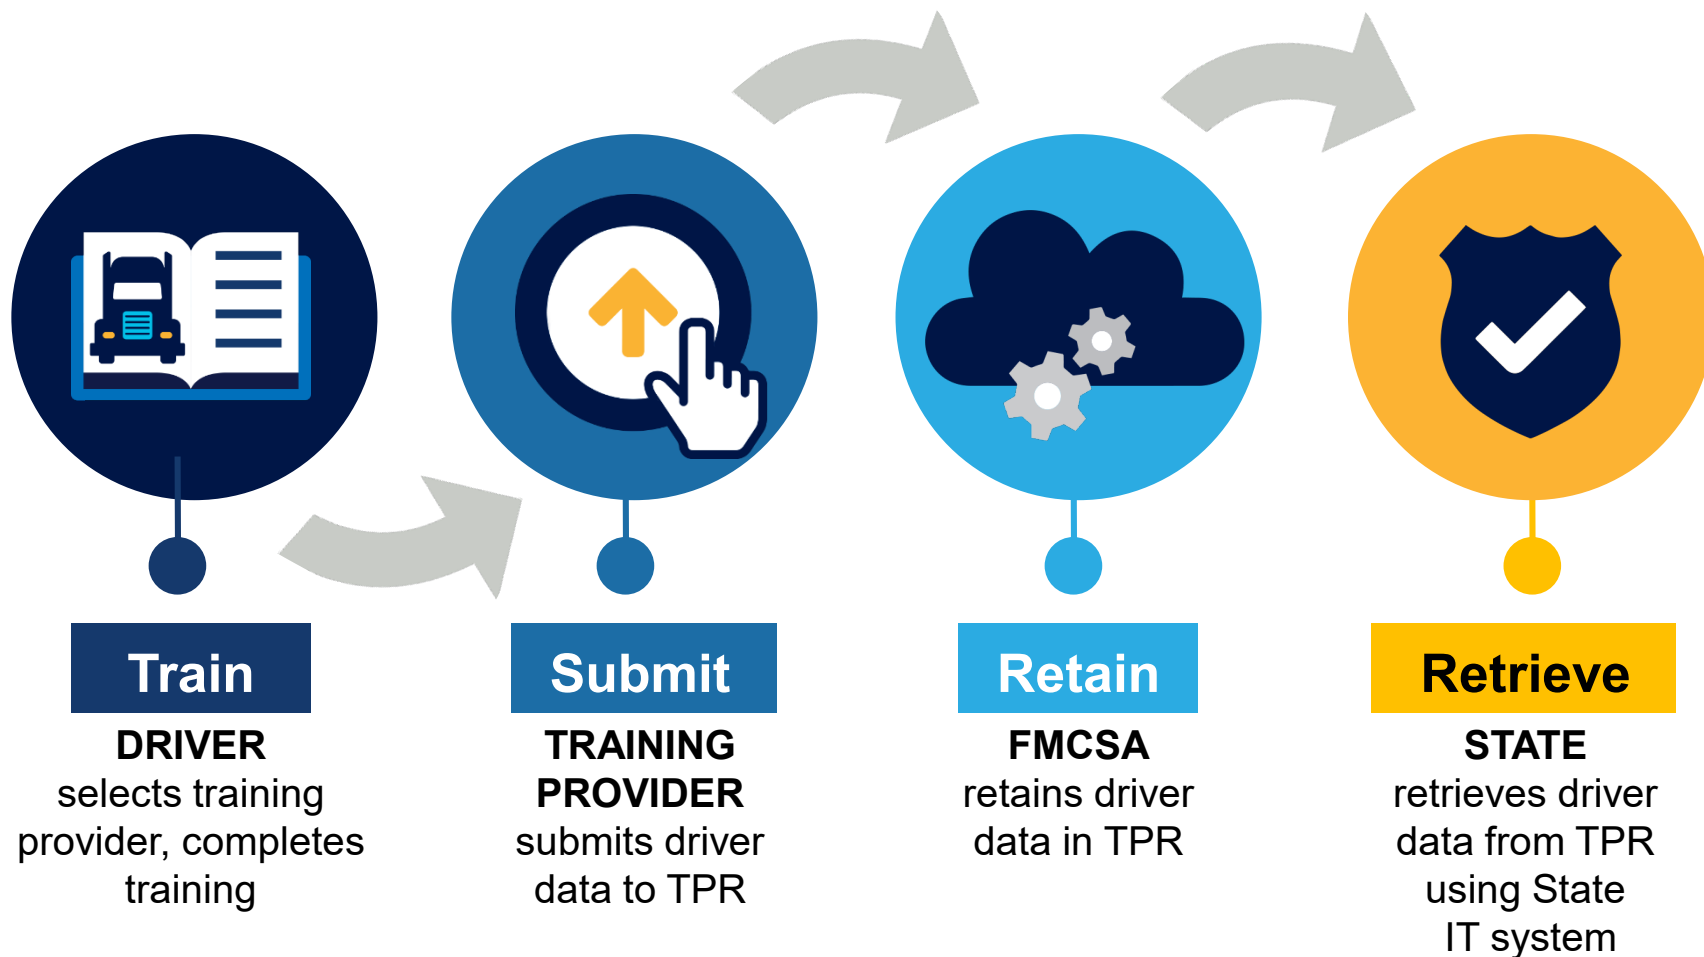 Train
DRIVER
selects training
provider, completes
training
Submit
TRAINING
PROVIDER
submits driver
data to TPR
Retain
FMCSA
retains driver
data in TPR
Retrieve
STATE
retrieves driver
data from TPR
using State
IT system